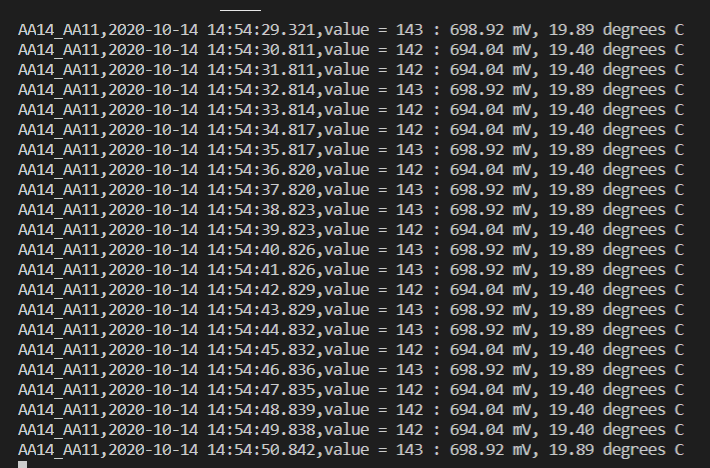 AA14_AA11,2020-10-14 14:54:29.321,value = 143 : 698.92 mV, 19.89 degrees C
AA14_AA11,2020-10-14 14:54:30.811,value = 142 : 694.04 mV, 19.40 degrees C
AA14_AA11,2020-10-14 14:54:31.811,value = 142 : 694.04 mV, 19.40 degrees C
AA14_AA11,2020-10-14 14:54:32.814,value = 143 : 698.92 mV, 19.89 degrees C
AA14_AA11,2020-10-14 14:54:33.814,value = 142 : 694.04 mV, 19.40 degrees C
AA14_AA11,2020-10-14 14:54:34.817,value = 142 : 694.04 mV, 19.40 degrees C
AA14_AA11,2020-10-14 14:54:35.817,value = 143 : 698.92 mV, 19.89 degrees C
AA14_AA11,2020-10-14 14:54:36.820,value = 142 : 694.04 mV, 19.40 degrees C
AA14_AA11,2020-10-14 14:54:37.820,value = 143 : 698.92 mV, 19.89 degrees C
AA14_AA11,2020-10-14 14:54:38.823,value = 143 : 698.92 mV, 19.89 degrees C
AA14_AA11,2020-10-14 14:54:39.823,value = 142 : 694.04 mV, 19.40 degrees C
AA14_AA11,2020-10-14 14:54:40.826,value = 143 : 698.92 mV, 19.89 degrees C
AA14_AA11,2020-10-14 14:54:41.826,value = 143 : 698.92 mV, 19.89 degrees C
AA14_AA11,2020-10-14 14:54:42.829,value = 142 : 694.04 mV, 19.40 degrees C
AA14_AA11,2020-10-14 14:54:43.829,value = 143 : 698.92 mV, 19.89 degrees C
AA14_AA11,2020-10-14 14:54:44.832,value = 143 : 698.92 mV, 19.89 degrees C
AA14_AA11,2020-10-14 14:54:45.832,value = 142 : 694.04 mV, 19.40 degrees C
AA14_AA11,2020-10-14 14:54:46.836,value = 143 : 698.92 mV, 19.89 degrees C
AA14_AA11,2020-10-14 14:54:47.835,value = 142 : 694.04 mV, 19.40 degrees C
AA14_AA11,2020-10-14 14:54:48.839,value = 142 : 694.04 mV, 19.40 degrees C
AA14_AA11,2020-10-14 14:54:49.838,value = 142 : 694.04 mV, 19.40 degrees C
AA14_AA11,2020-10-14 14:54:50.842,value = 143 : 698.92 mV, 19.89 degrees C